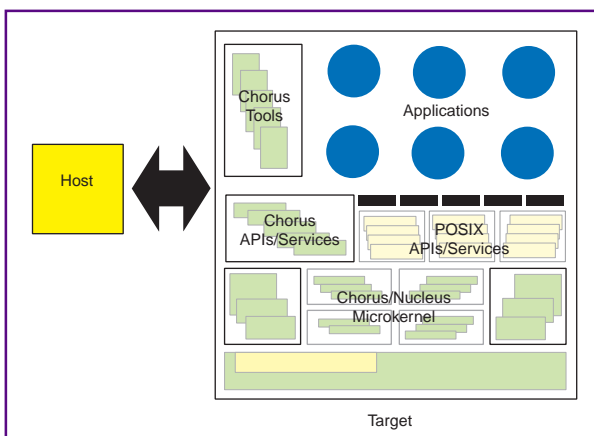 Chorus
Tools
Applications
Host
Chorus
APIs/Services
POSIX
APIs/Services
Chorus/Nucleus
Microkernel
Target